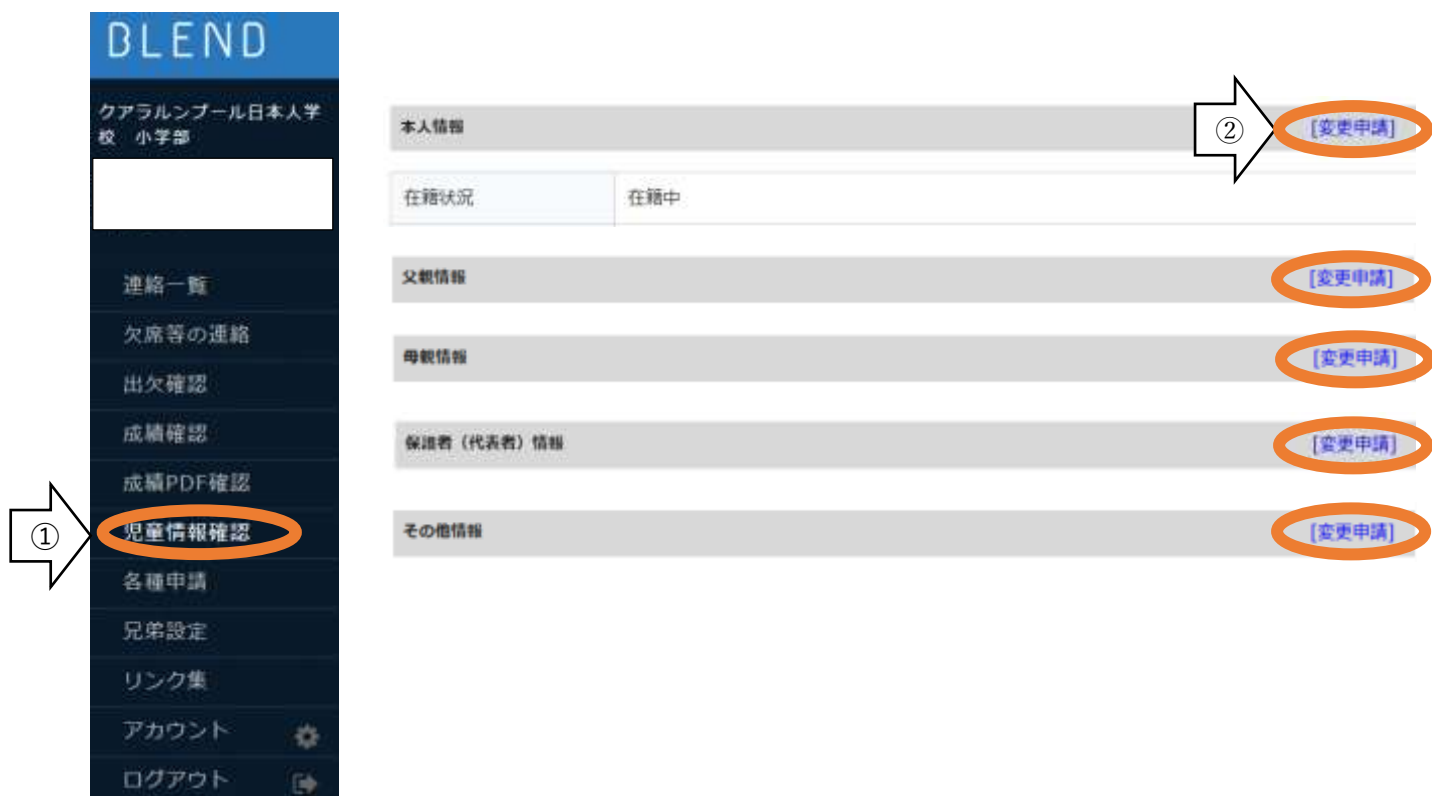 BLEND
クアラルンプール日本人学
校 小学部
連絡一覧
欠席等の連絡
出欠確認
成績確認
成績PDF確認
①
児童情報確認
各種申請
兄弟設定
リンク集
アカウント
ログアウト
本人情報
②
[変更申請]
在籍状況 在籍中
父親情報 [変更申請]
母親情報 [変更申請]
保護者（代表者）情報 [変更申請]
その他情報 [変更申請]